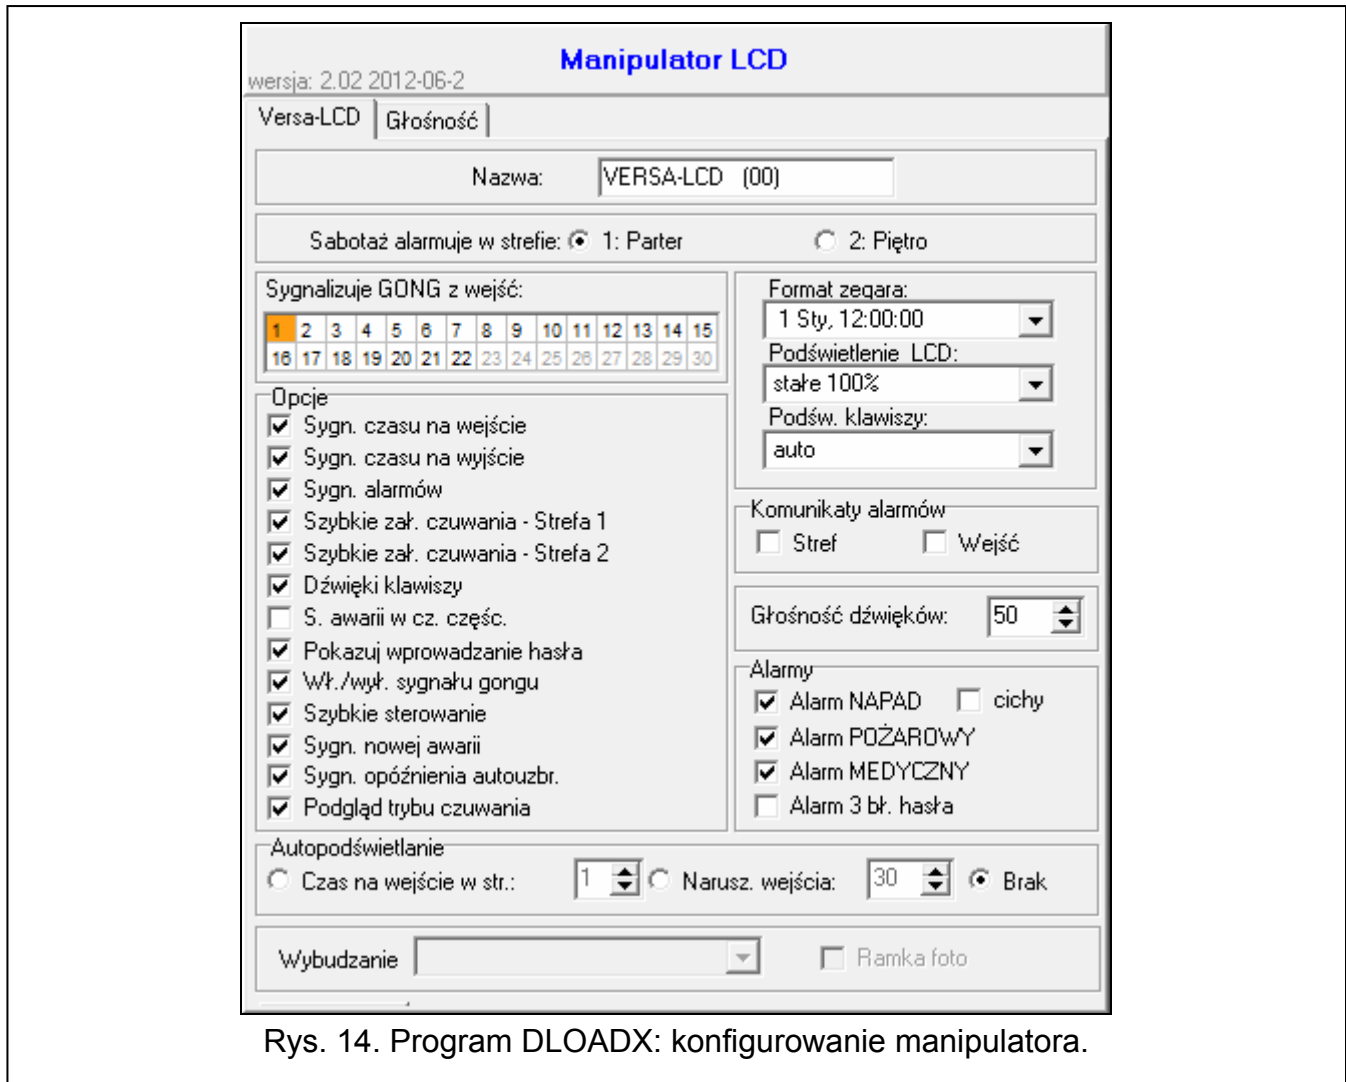 Manipulator LCD
wersja: 2.02 2012-06-2
Versa-LCD
Głośność
Nazwa:
VERSA-LCD (00)
Sabotaż alarmuje w strefie:
1: Parter
2: Piętro
Sygnalizuje GONG z wejść:
1 2 3 4 5 6 7 8 9 10 11 12 13 14 15
16 17 18 19 20 21 22 23 24 25 26 27 28 29 30
Opcje
Sygn. czasu na wejście
Sygn. czasu na wyjście
Sygn. alarmów
Szybkie zał. czuwania - Strefa 1
Szybkie zał. czuwania - Strefa 2
Dźwięki klawiszy
S. awarii w cz. częśc.
Pokazuj wprowadzanie hasła
Wł./wył. sygnału gongu
Szybkie sterowanie
Sygn. nowej awarii
Sygn. opóźnienia autouzbr.
Podgląd trybu czuwania
Format zegara:
1 Sty, 12:00:00
Podświetlenie LCD:
stałe 100%
Podśw. klawiszy:
auto
Komunikaty alarmów
Stref
Wejść
Głośność dźwięków:
50
Alarmy
Alarm NAPAD
cichy
Alarm POŻAROWY
Alarm MEDYCZNY
Alarm 3 bł. hasła
Autopodświetlanie
Czas na wejście w str.:
1
Narusz. wejścia:
30
Brak
Wybudzanie
Ramka foto
Rys. 14. Program DLOADX: konfigurowanie manipulatora.